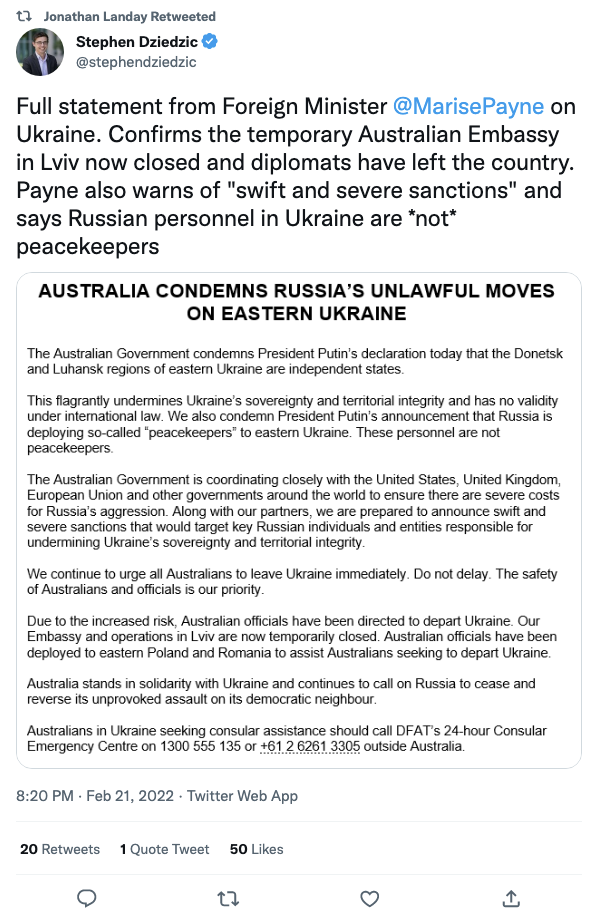 Jonathan Landay Retweeted
Stephen Dziedzic
@stephendziedzic
Full statement from Foreign Minister @MarisePayne on
Ukraine. Confirms the temporary Australian Embassy
in Lviv now closed and diplomats have left the country.
Payne also warns of "swift and severe sanctions" and
says Russian personnel in Ukraine are *not*
peacekeepers
AUSTRALIA CONDEMNS RUSSIA’S UNLAWFUL MOVES
ON EASTERN UKRAINE
The Australian Government condemns President Putin’s declaration today that the Donetsk
and Luhansk regions of eastern Ukraine are independent states.
This flagrantly undermines Ukraine’s sovereignty and territorial integrity and has no validity
under international law. We also condemn President Putin’s announcement that Russia is
deploying so-called “peacekeepers” to eastern Ukraine. These personnel are not
peacekeepers.
The Australian Government is coordinating closely with the United States, United Kingdom,
European Union and other governments around the world to ensure there are severe costs
for Russia’s aggression. Along with our partners, we are prepared to announce swift and
severe sanctions that would target key Russian individuals and entities responsible for
undermining Ukraine’s sovereignty and territorial integrity.
We continue to urge all Australians to leave Ukraine immediately. Do not delay. The safety
of Australians and officials is our priority.
Due to the increased risk, Australian officials have been directed to depart Ukraine. Our
Embassy and operations in Lviv are now temporarily closed. Australian officials have been
deployed to eastern Poland and Romania to assist Australians seeking to depart Ukraine.
Australia stands in solidarity with Ukraine and continues to call on Russia to cease and
reverse its unprovoked assault on its democratic neighbour.
Australians in Ukraine seeking consular assistance should call DFAT’s 24-hour Consular
Emergency Centre on 1300 555 135 or +61 2 6261 3305 outside Australia.
8:20 PM · Feb 21, 2022 · Twitter Web App
20 Retweets 1 Quote Tweet 50 Likes